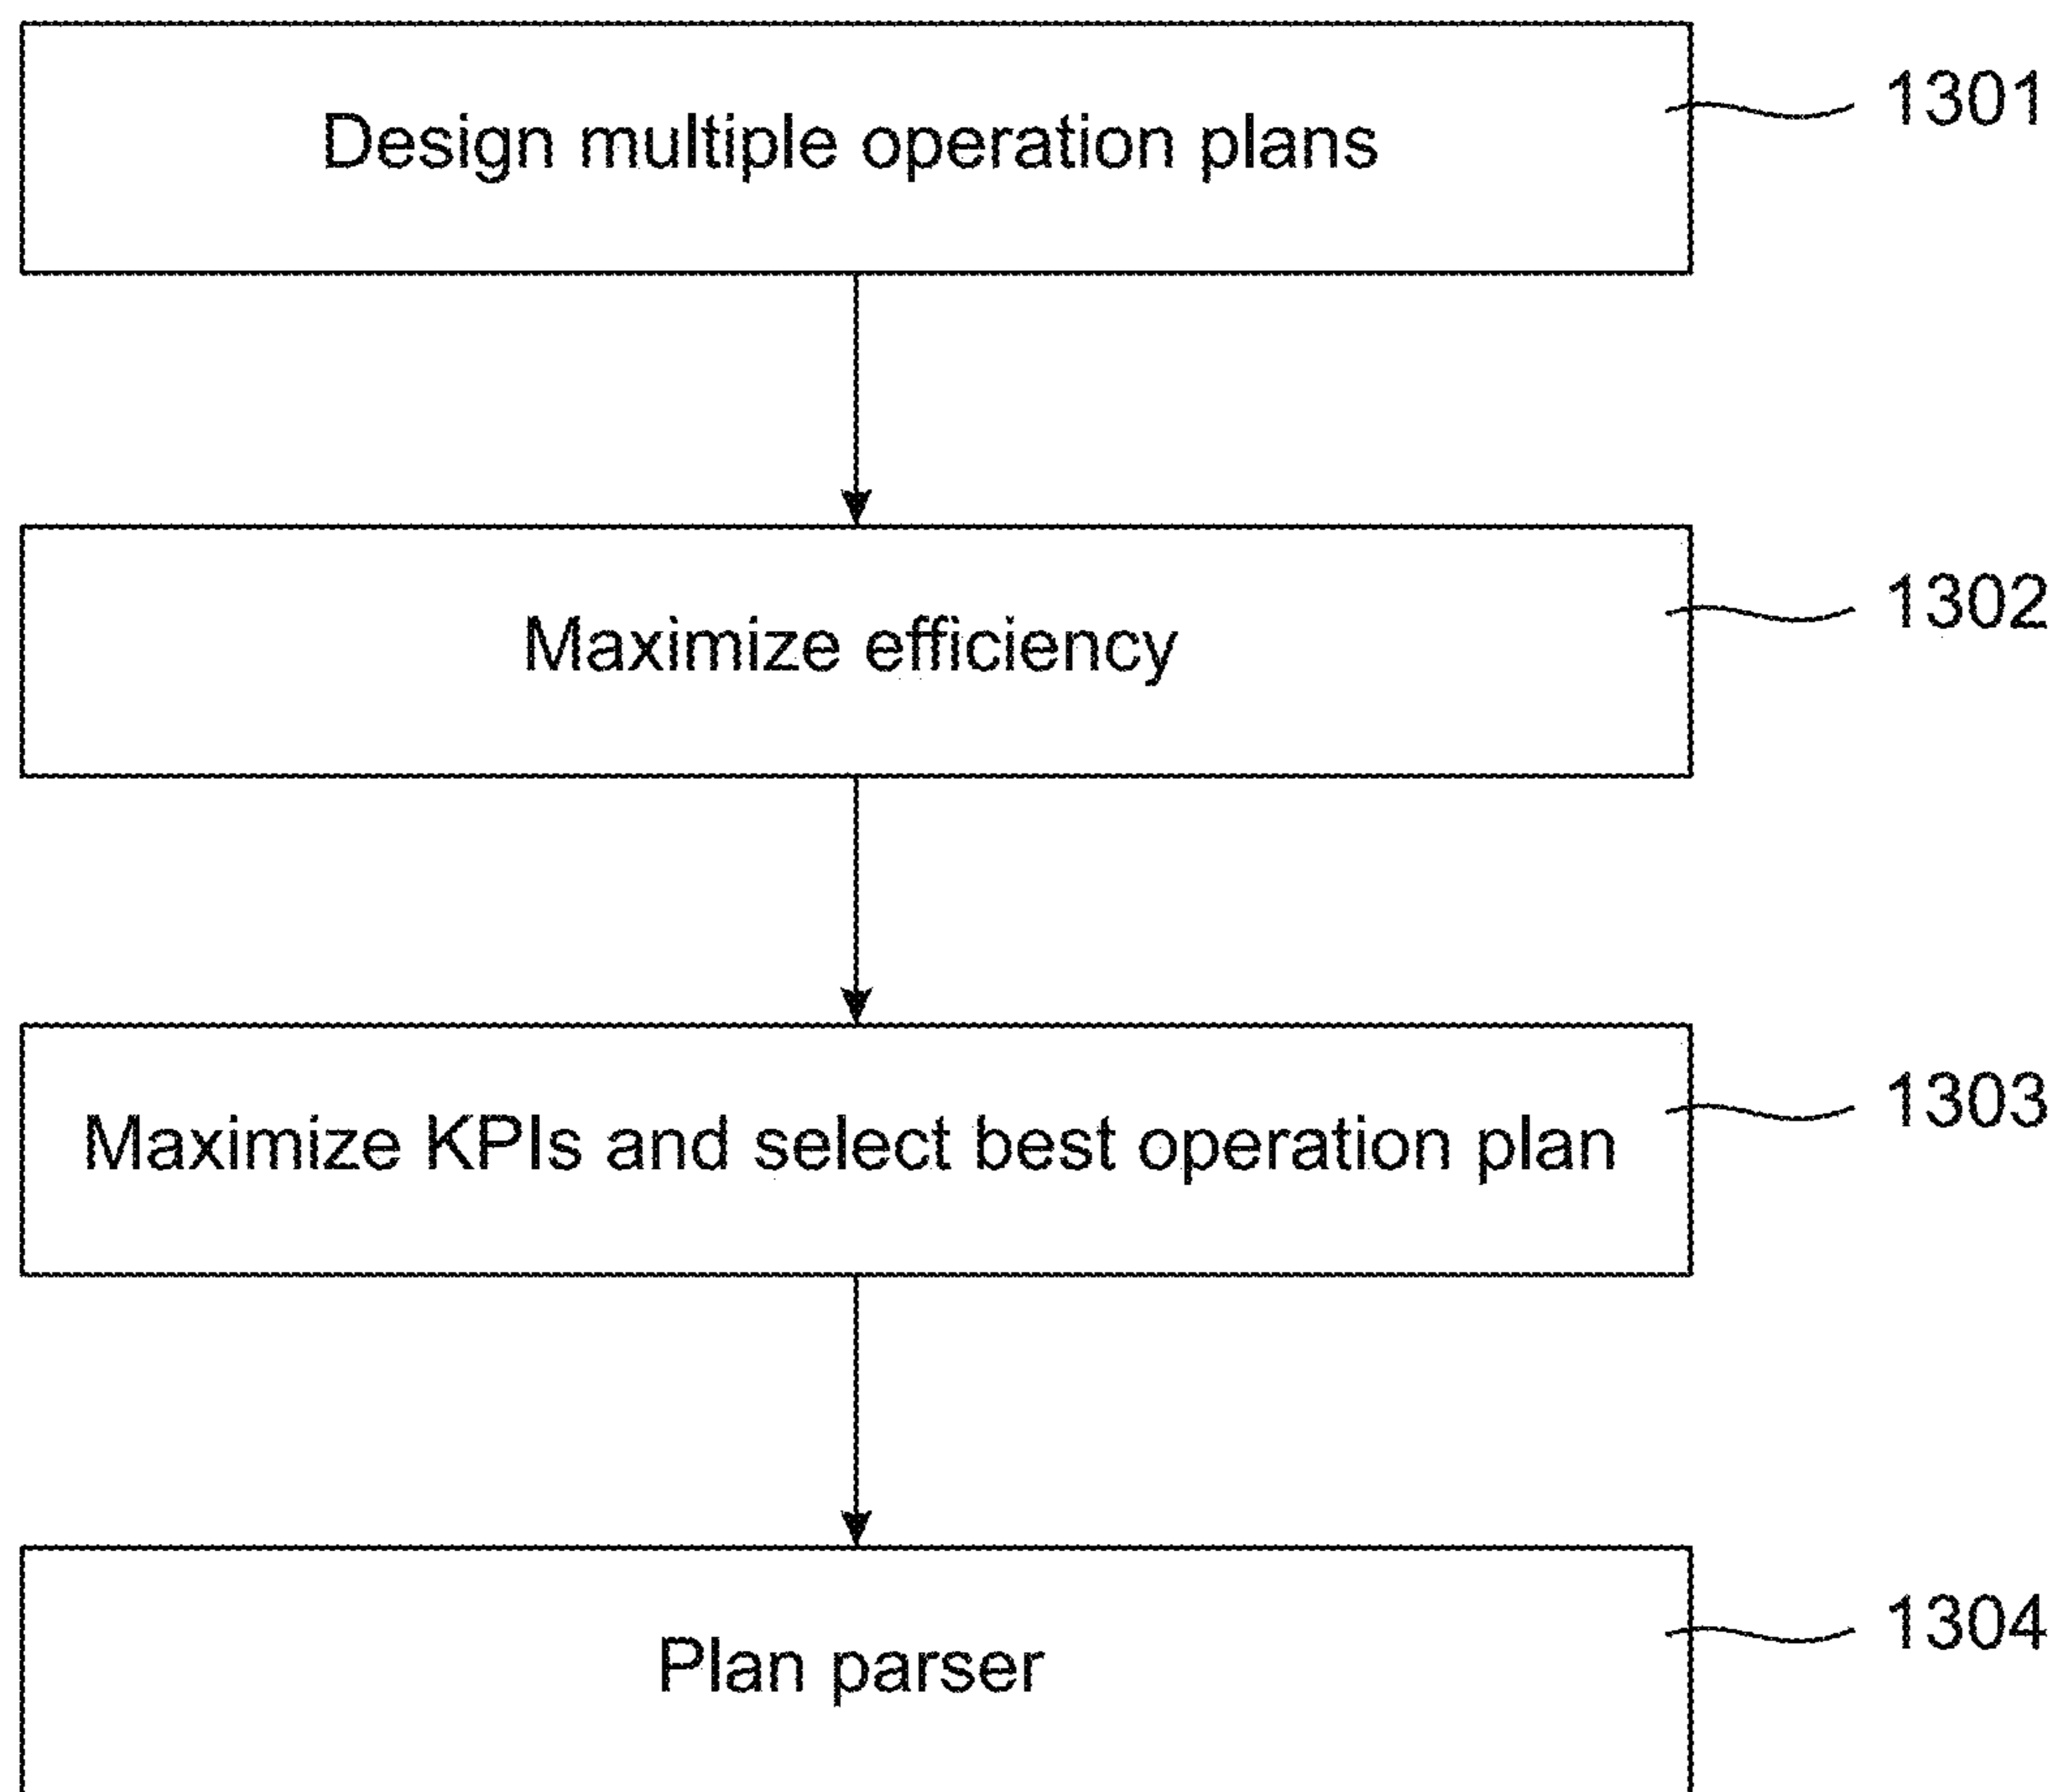 Design multiple operation plans
1301
Maximize efficiency
1302
Maximize KPIs and select best operation plan
1303
Plan parser
1304